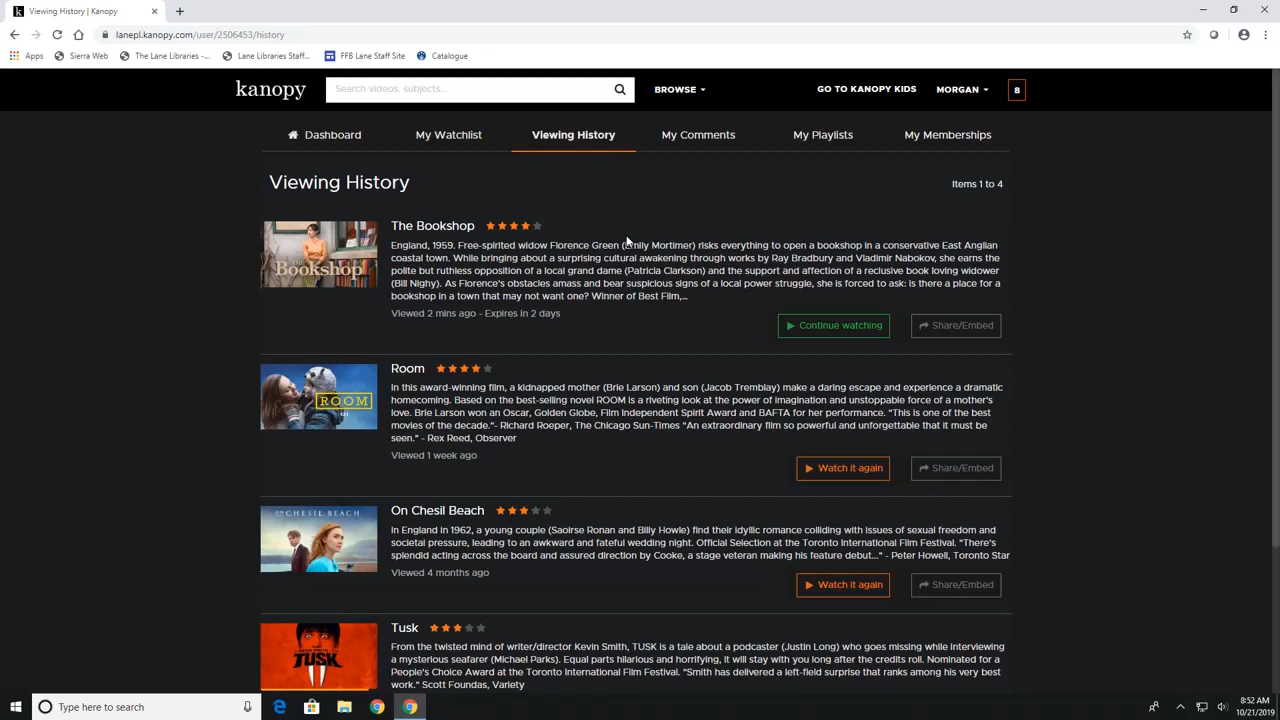 Viewing History | Kanopy
lanepl.kanopy.com/user/2506453/history
Apps Sierra Web The Lane Libraries -... Lane Libraries Staff... FFB Lane Staff Site Catalogue
kanopy Search videos, subjects... BROWSE GO TO KANOPY KIDS MORGAN 8
Dashboard My Watchlist Viewing History My Comments My Playlists My Memberships
Viewing History Items 1 to 4
The Bookshop
The Bookshop
England, 1959. Free-spirited widow Florence Green (Emily Mortimer) risks everything to open a bookshop in a conservative East Anglian
coastal town. While bringing about a surprising cultural awakening through works by Ray Bradbury and Vladimir Nabokov, she earns the
polite but ruthless opposition of a local grand dame (Patricia Clarkson) and the support and affection of a reclusive book loving widower
(Bill Nighy). As Florence's obstacles amass and bear suspicious signs of a local power struggle, she is forced to ask: is there a place for a
bookshop in a town that may not want one? Winner of Best Film,...
Viewed 2 mins ago - Expires in 2 days
Continue watching Share/Embed
ROOM
Room
In this award-winning film, a kidnapped mother (Brie Larson) and son (Jacob Tremblay) make a daring escape and experience a dramatic
homecoming. Based on the best-selling novel ROOM is a riveting look at the power of imagination and unstoppable force of a mother's
love. Brie Larson won an Oscar, Golden Globe, Film Independent Spirit Award and BAFTA for her performance. "This is one of the best
movies of the decade."- Richard Roeper, The Chicago Sun-Times "An extraordinary film so powerful and unforgettable that it must be
seen." - Rex Reed, Observer
Viewed 1 week ago
Watch it again Share/Embed
ON CHESIL BEACH
On Chesil Beach
In England in 1962, a young couple (Saoirse Ronan and Billy Howle) find their idyllic romance colliding with issues of sexual freedom and
societal pressure, leading to an awkward and fateful wedding night. Official Selection at the Toronto International Film Festival. "There's
splendid acting across the board and assured direction by Cooke, a stage veteran making his feature debut..." - Peter Howell, Toronto Star
Viewed 4 months ago
Watch it again Share/Embed
TUSK
Tusk
From the twisted mind of writer/director Kevin Smith, TUSK is a tale about a podcaster (Justin Long) who goes missing while interviewing
a mysterious seafarer (Michael Parks). Equal parts hilarious and horrifying, it will stay with you long after the credits roll. Nominated for a
People's Choice Award at the Toronto International Film Festival. "Smith has delivered a left-field surprise that ranks among his very best
work." Scott Foundas, Variety
Type here to search
8:52 AM
10/21/2019